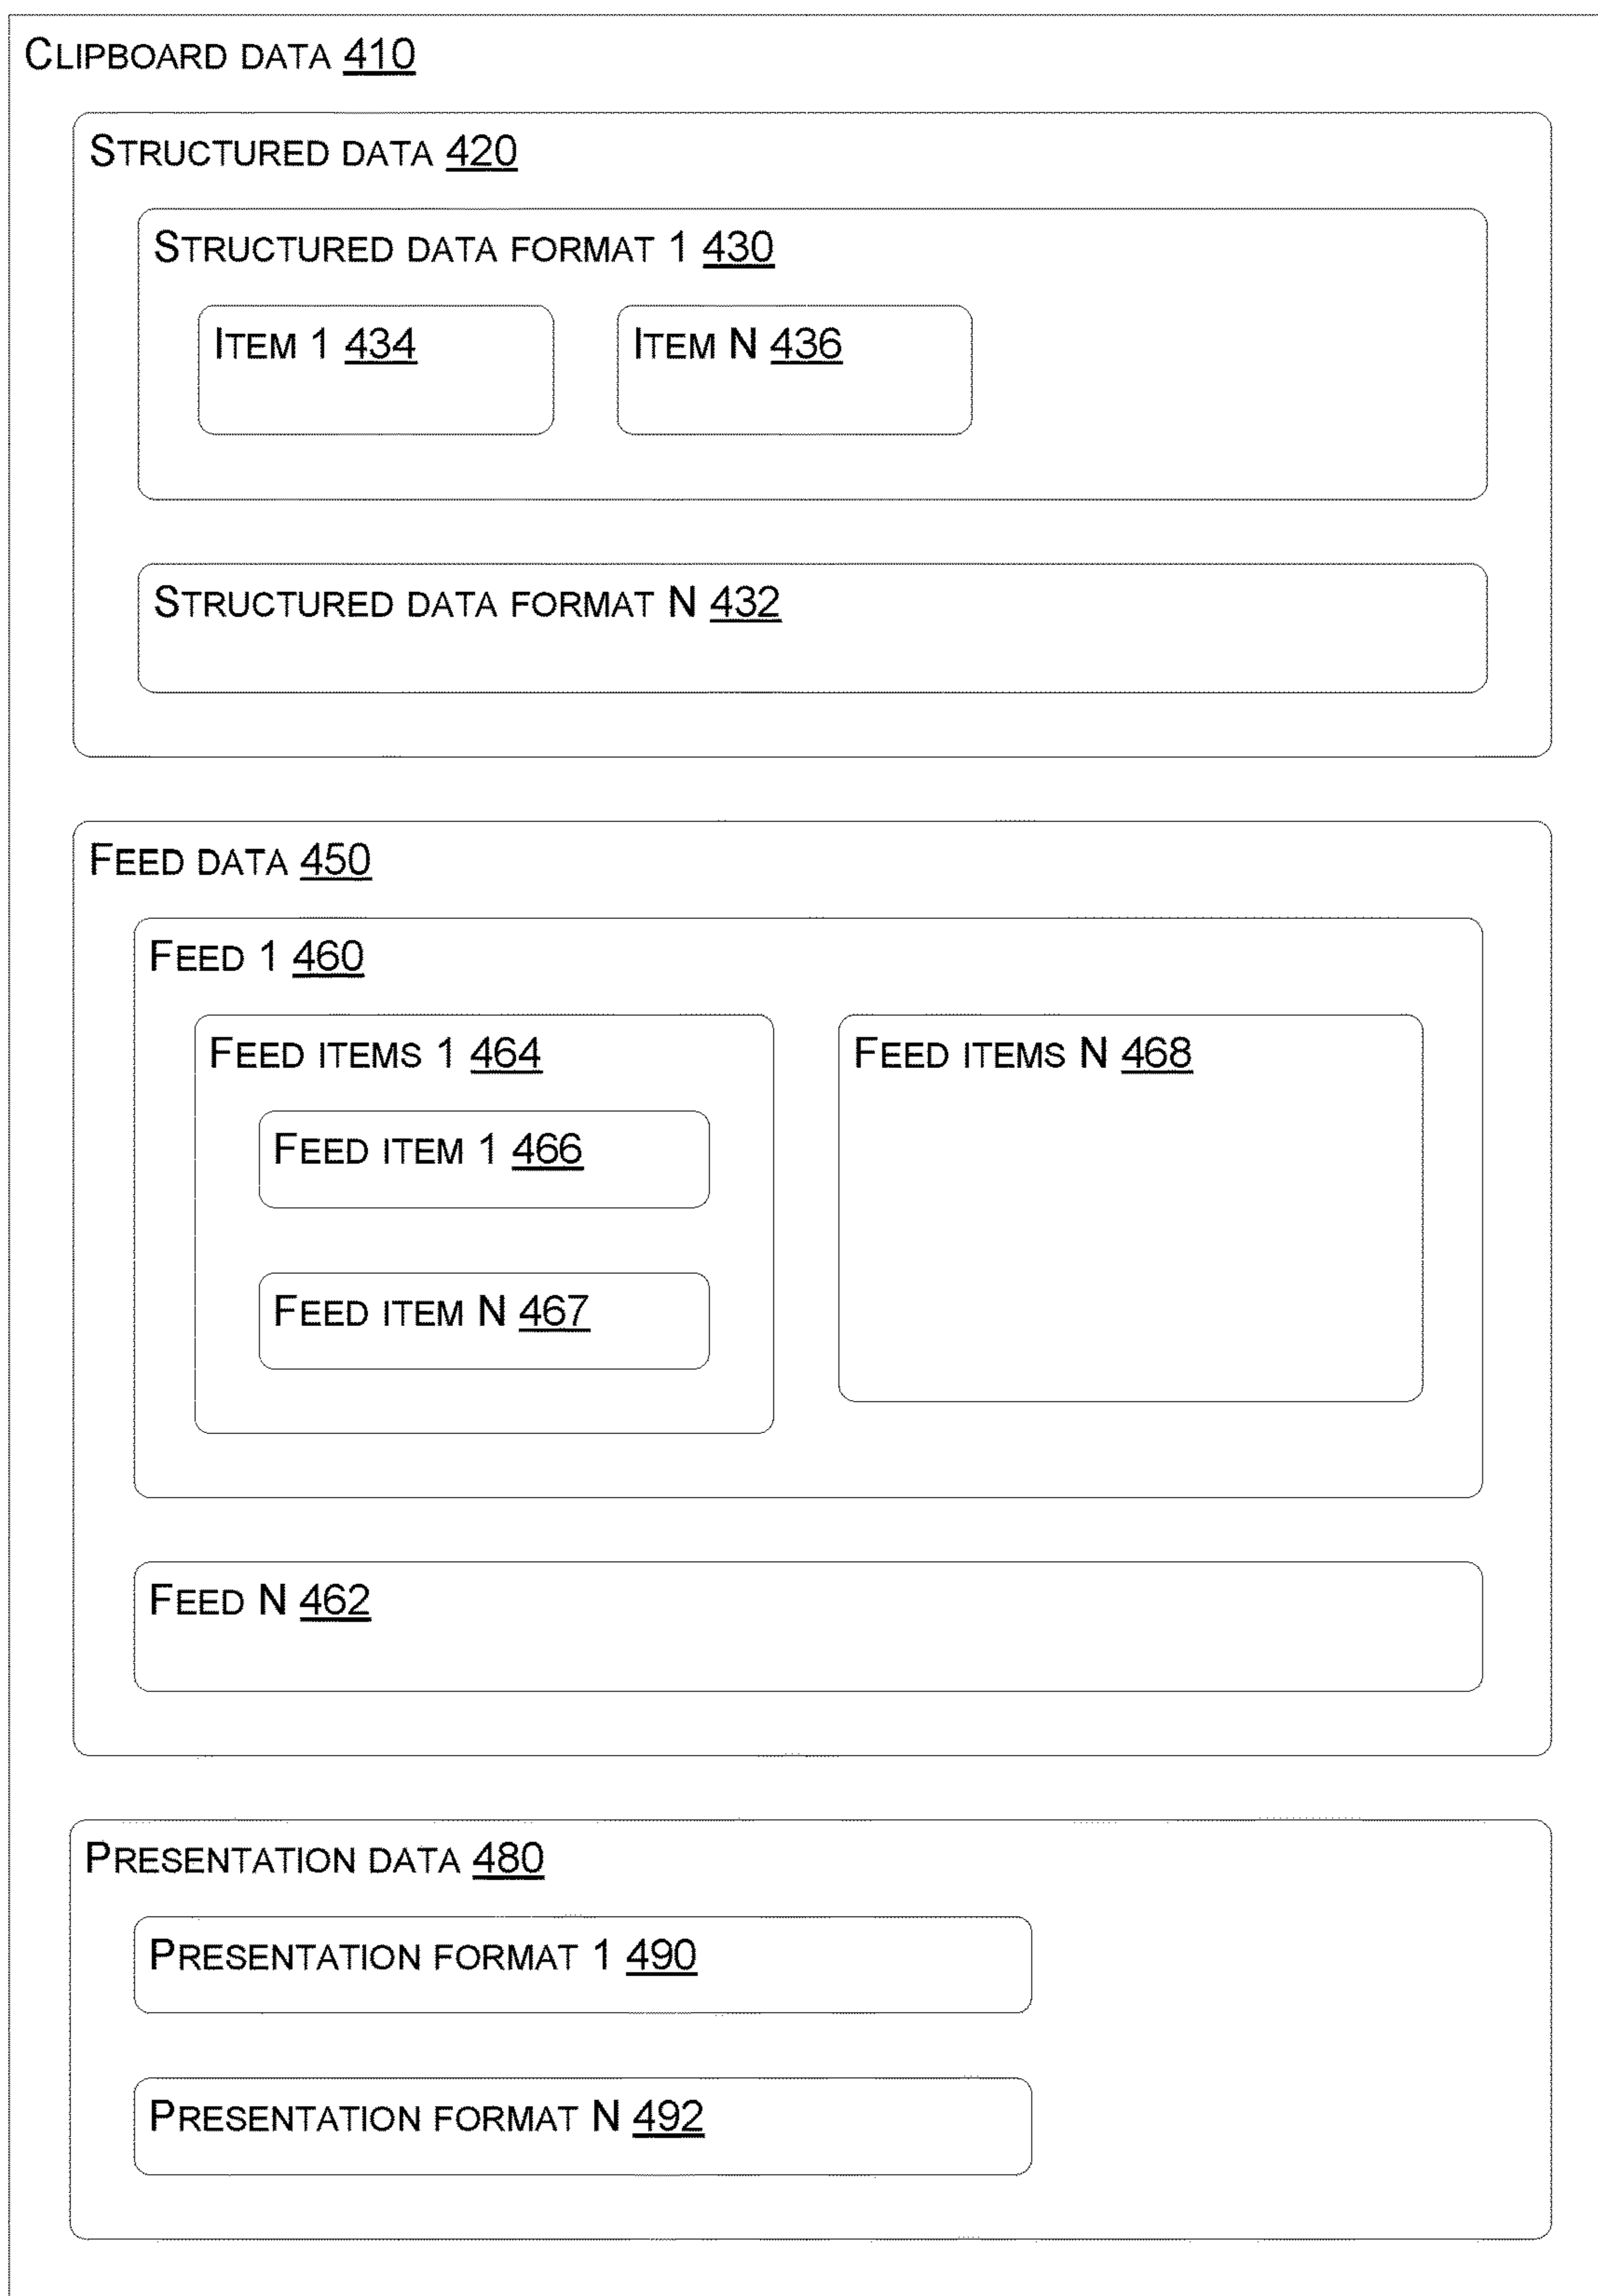 CLIPBOARD DATA 410
STRUCTURED DATA 420
STRUCTURED DATA FORMAT 1 430
ITEM 1 434
ITEM N 436
STRUCTURED DATA FORMAT N 432
FEED DATA 450
FEED 1 460
FEED ITEMS 1 464
FEED ITEM 1 466
FEED ITEM N 467
FEED ITEMS N 468
FEED N 462
PRESENTATION DATA 480
PRESENTATION FORMAT 1 490
PRESENTATION FORMAT N 492